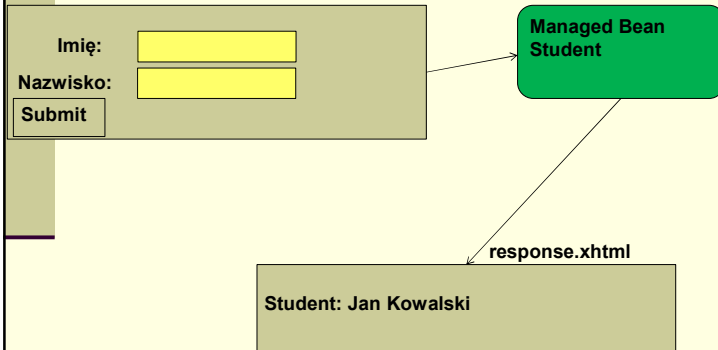 Imię:
Nazwisko:
Submit
Managed Bean
Student
response.xhtml
Student: Jan Kowalski